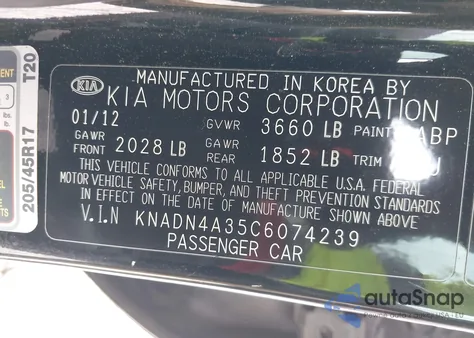 MANUFACTURED IN KOREA BY
KIA KIA MOTORS CORPORATION
01/12 GVWR 3660 LB PAINT ABP
GAWR FRONT 2028 LB GAWR REAR 1852 LB TRIM
THIS VEHICLE CONFORMS TO ALL APPLICABLE U.S.A. FEDERAL
MOTOR VEHICLE SAFETY, BUMPER, AND THEFT PREVENTION STANDARDS
IN EFFECT ON THE DATE OF MANUFACTURE SHOWN ABOVE
V.I.N KNADN4A35C6074239
PASSENGER CAR
205/45R17 T20
3
lbs.
autoSnap